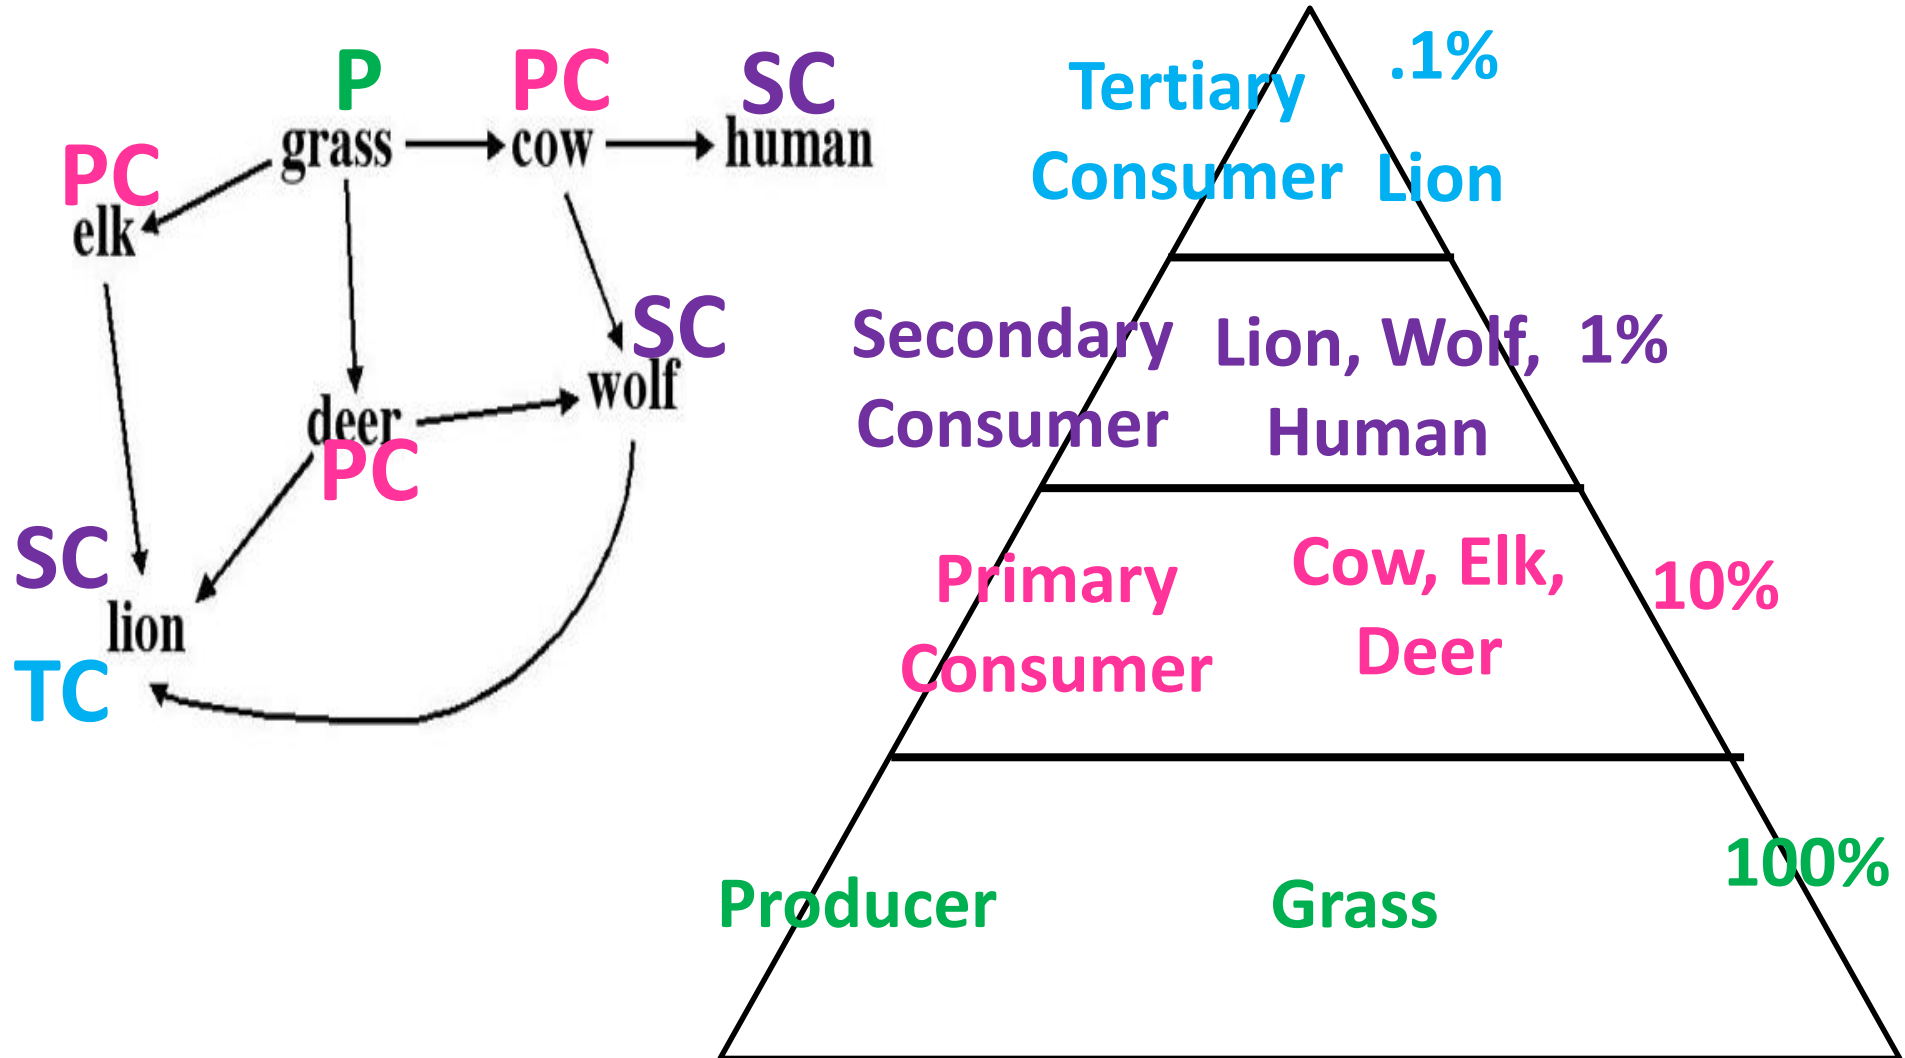 P
PC
SC
grass
cow
human
PC
elk
SC
wolf
deer
PC
SC
lion
TC
Tertiary
Consumer
Lion
.1%
Secondary
Consumer
Lion, Wolf,
Human
1%
Primary
Consumer
Cow, Elk,
Deer
10%
Producer
Grass
100%